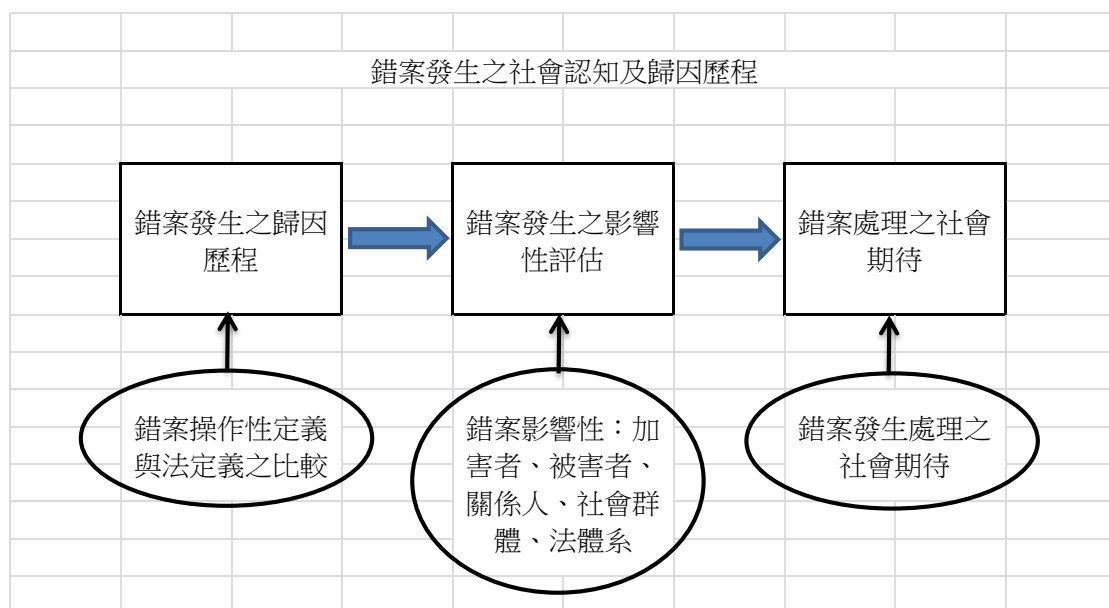 錯案發生之社會認知及歸因歷程
錯案發生之歸因
歷程
錯案發生之影響
性評估
錯案處理之社會
期待
錯案操作性定義
與法定義之比較
錯案影響性：加
害者、被害者、
關係人、社會群
體、法體系
錯案發生處理之
社會期待